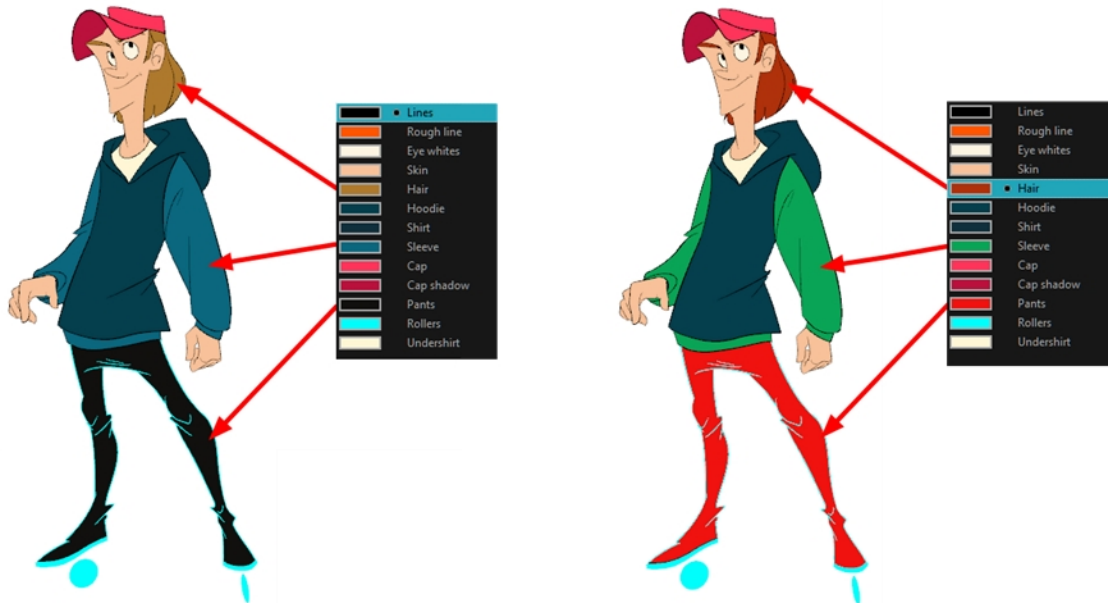 Lines
Rough line
Eye whites
Skin
Hair
Hoodie
Shirt
Sleeve
Cap
Cap shadow
Pants
Rollers
Undershirt
Lines
Rough line
Eye whites
Skin
Hair
Hoodie
Shirt
Sleeve
Cap
Cap shadow
Pants
Rollers
Undershirt